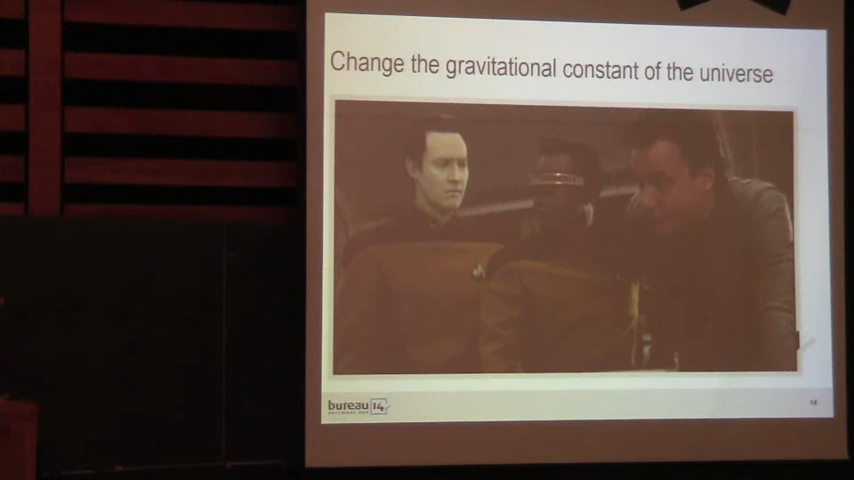 Change the gravitational constant of the universe
bureau 14